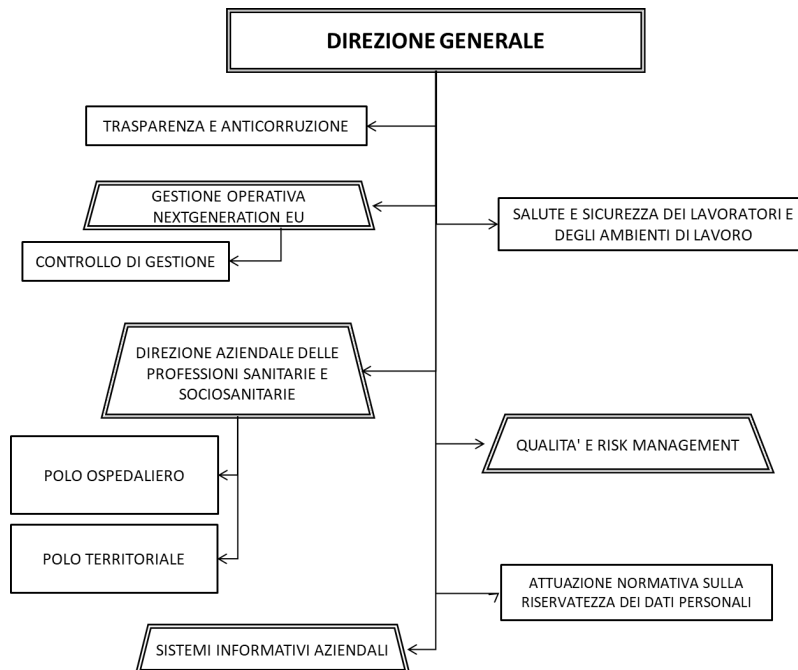 DIREZIONE GENERALE
TRASPARENZA E ANTICORRUZIONE
GESTIONE OPERATIVA
NEXTGENERATION EU
SALUTE E SICUREZZA DEI LAVORATORI E
DEGLI AMBIENTI DI LAVORO
CONTROLLO DI GESTIONE
DIREZIONE AZIENDALE DELLE
PROFESSIONI SANITARIE E
SOCIOSANITARIE
QUALITA' E RISK MANAGEMENT
POLO OSPEDALIERO
POLO TERRITORIALE
ATTUAZIONE NORMATIVA SULLA
RISERVATEZZA DEI DATI PERSONALI
SISTEMI INFORMATIVI AZIENDALI